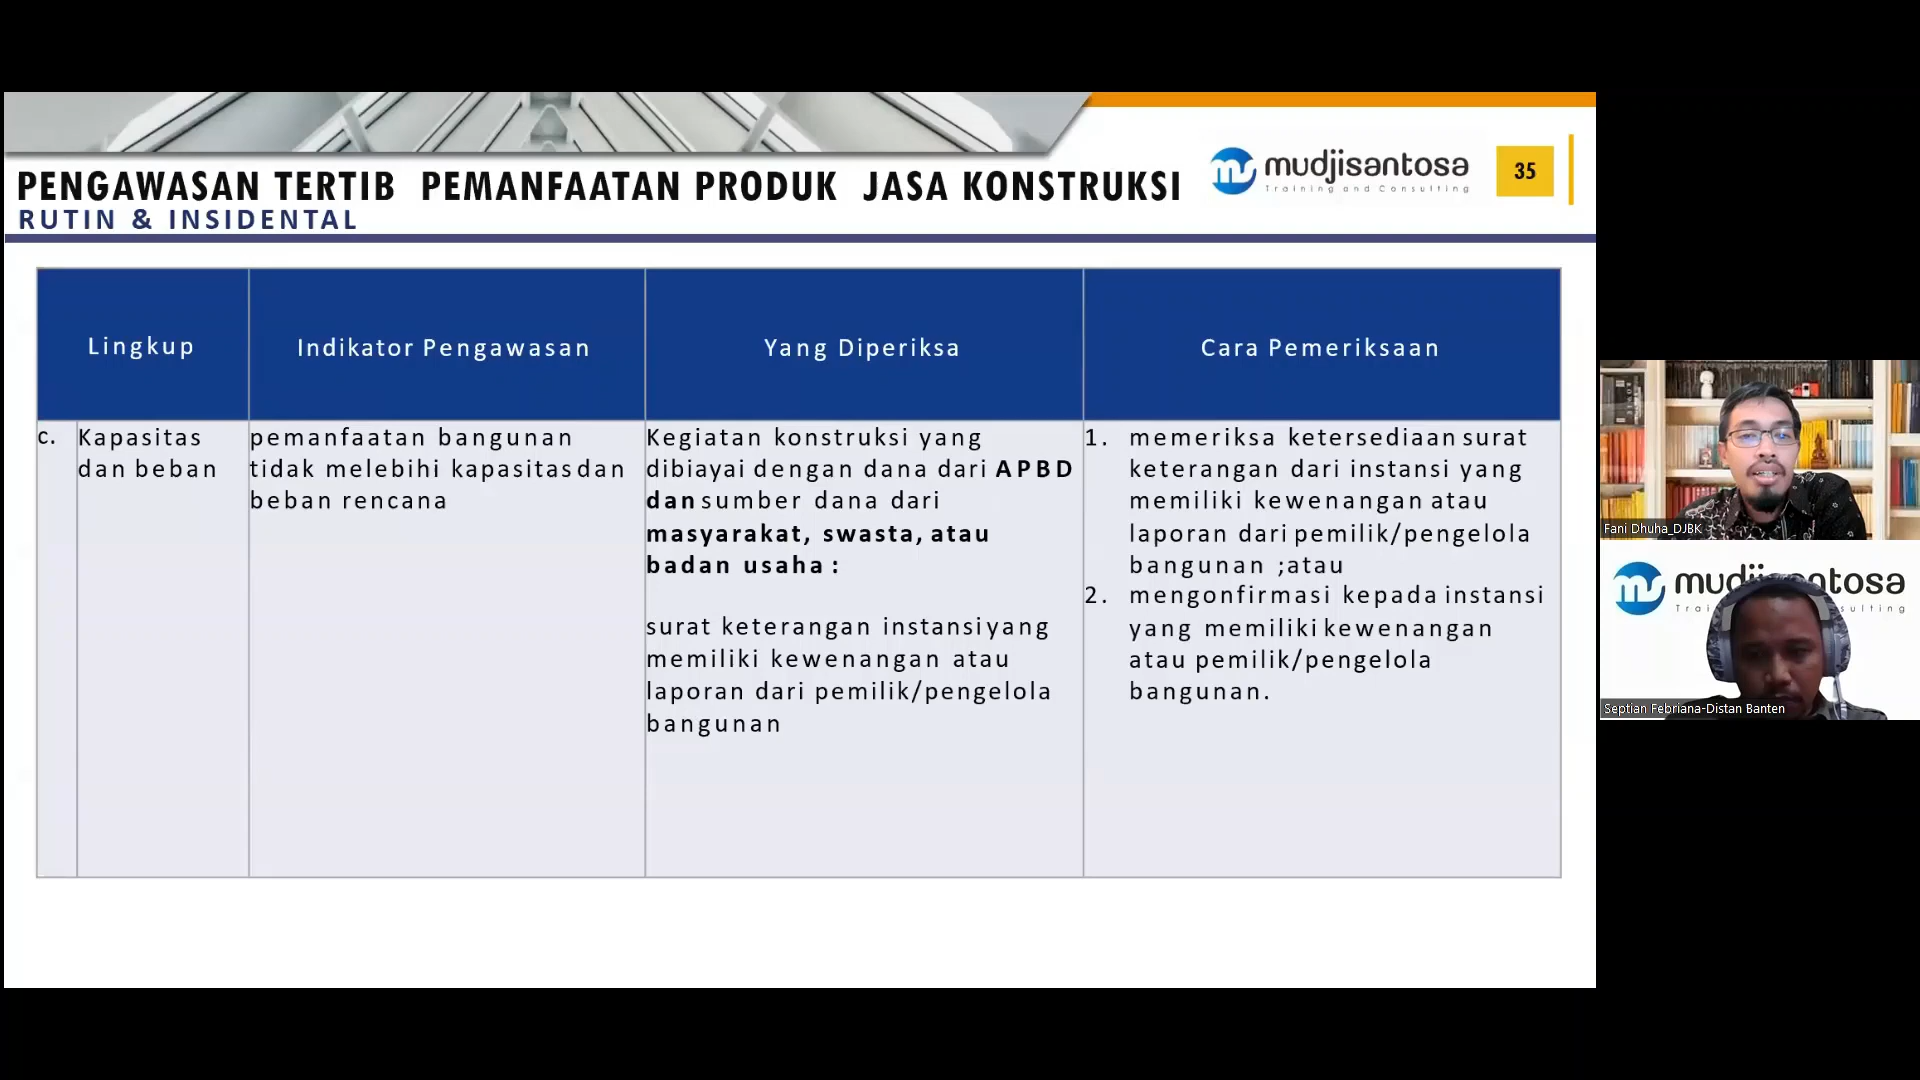 PENGAWASAN TERTIB PEMANFAATAN PRODUK JASA KONSTRUKSI
RUTIN & INSIDENTAL
mudjisantosa
Training and Consulting
35
Lingkup
Indikator Pengawasan
Yang Diperiksa
Cara Pemeriksaan
c.
Kapasitas
dan beban
pemanfaatan bangunan
tidak melebihi kapasitas dan
beban rencana
Kegiatan konstruksi yang
dibiayai dengan dana dari APBD
dan sumber dana dari
masyarakat, swasta, atau
badan usaha :
surat keterangan instansi yang
memiliki kewenangan atau
laporan dari pemilik/pengelola
bangunan
1. memeriksa ketersediaan surat
keterangan dari instansi yang
memiliki kewenangan atau
laporan dari pemilik/pengelola
bangunan ;atau
2. mengonfirmasi kepada instansi
yang memiliki kewenangan
atau pemilik/pengelola
bangunan.
Fani Dhuha_DJBK
Septian Febriana-Distan Banten